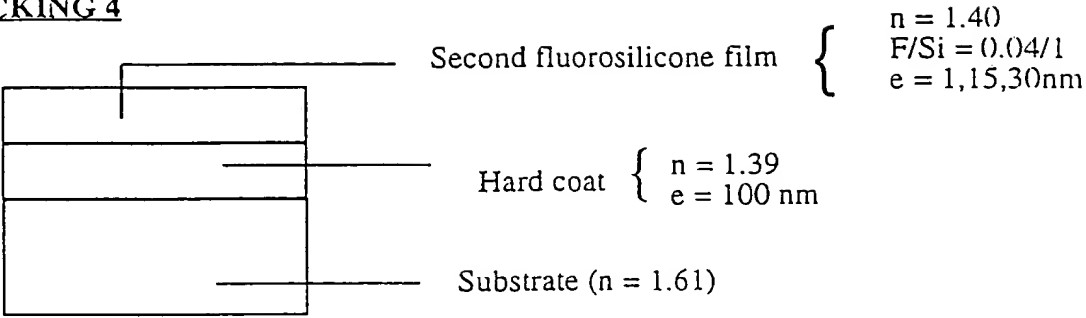 CKING 4
n = 1.40
Second fluorosilicone film { F/Si = 0.04/1
e = 1,15,30nm
Hard coat { n = 1.39
e = 100 nm
Substrate (n = 1.61)